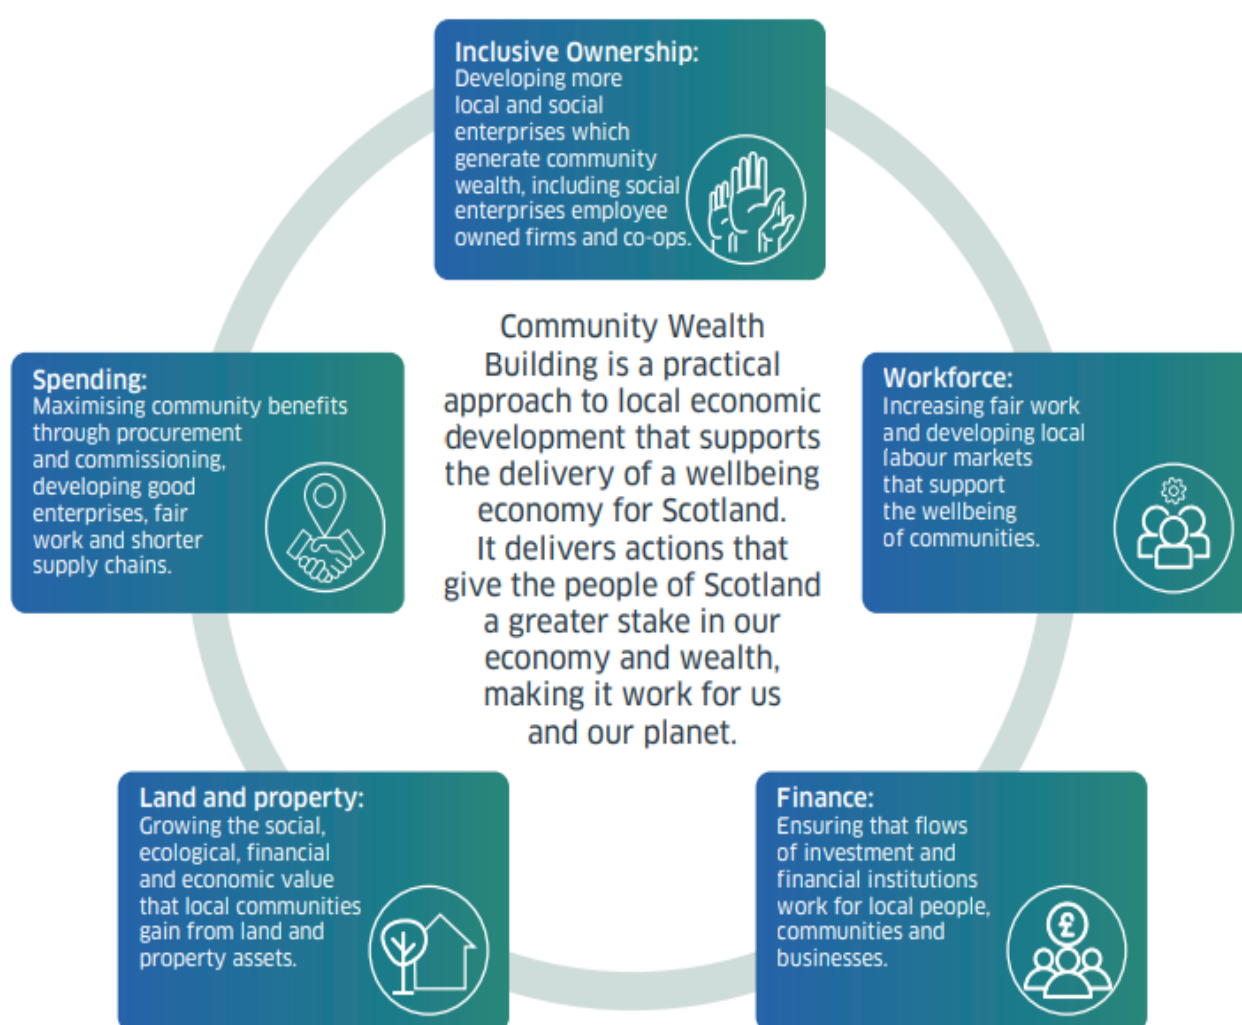 Inclusive Ownership:
Developing more
local and social
enterprises which
generate community
wealth, including social
enterprises employee
owned firms and co-ops.
Community Wealth
Building is a practical
approach to local economic
development that supports
the delivery of a wellbeing
economy for Scotland.
It delivers actions that
give the people of Scotland
a greater stake in our
economy and wealth,
making it work for us
and our planet.
Spending:
Maximising community benefits
through procurement
and commissioning,
developing good
enterprises, fair
work and shorter
supply chains.
Workforce:
Increasing fair work
and developing local
labour markets
that support
the wellbeing
of communities.
Land and property:
Growing the social,
ecological, financial
and economic value
that local communities
gain from land and
property assets.
Finance:
Ensuring that flows
of investment and
financial institutions
work for local people,
communities and
businesses.
£